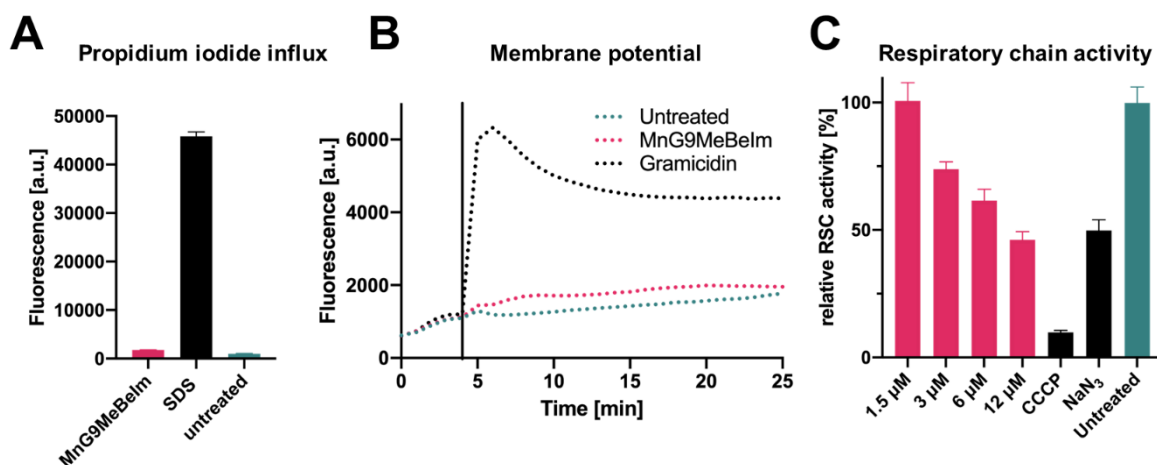 A
Propidium iodide influx
Fluorescence [a.u.]
50000
40000
30000
20000
10000
0
MnG9MeBeIm
SDS
untreated
B
Membrane potential
Fluorescence [a.u.]
6000
4000
2000
0
Untreated
MnG9MeBeIm
Gramicidin
0
5
10
15
20
25
Time [min]
C
Respiratory chain activity
relative RSC activity [%]
100
50
0
1.5 µM
3 µM
6 µM
12 µM
CCCP
NaN₃
Untreated